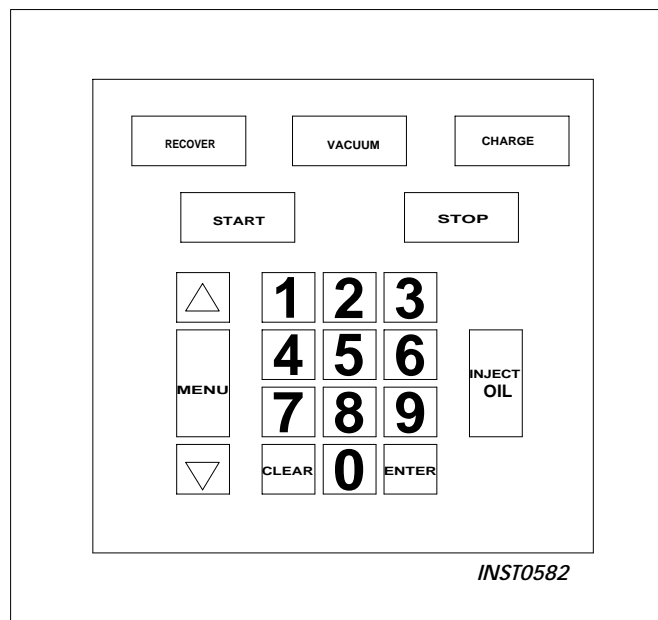 RECOVER VACUUM CHARGE
START STOP
1 2 3
4 5 6
MENU INJECT OIL
7 8 9
CLEAR 0 ENTER
INST0582